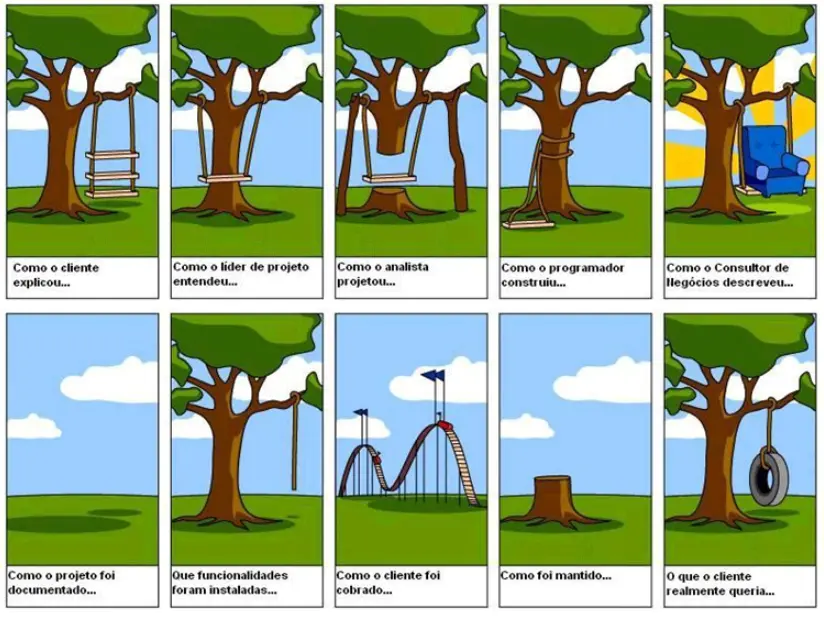 Como o cliente
explicou...
Como o líder de projeto
entendeu...
Como o analista
projetou...
Como o programador
construiu...
Como o Consultor de
Negócios descreveu...
Como o projeto foi
documentado...
Que funcionalidades
foram instaladas...
Como o cliente foi
cobrado...
Como foi mantido...
O que o cliente
realmente queria...